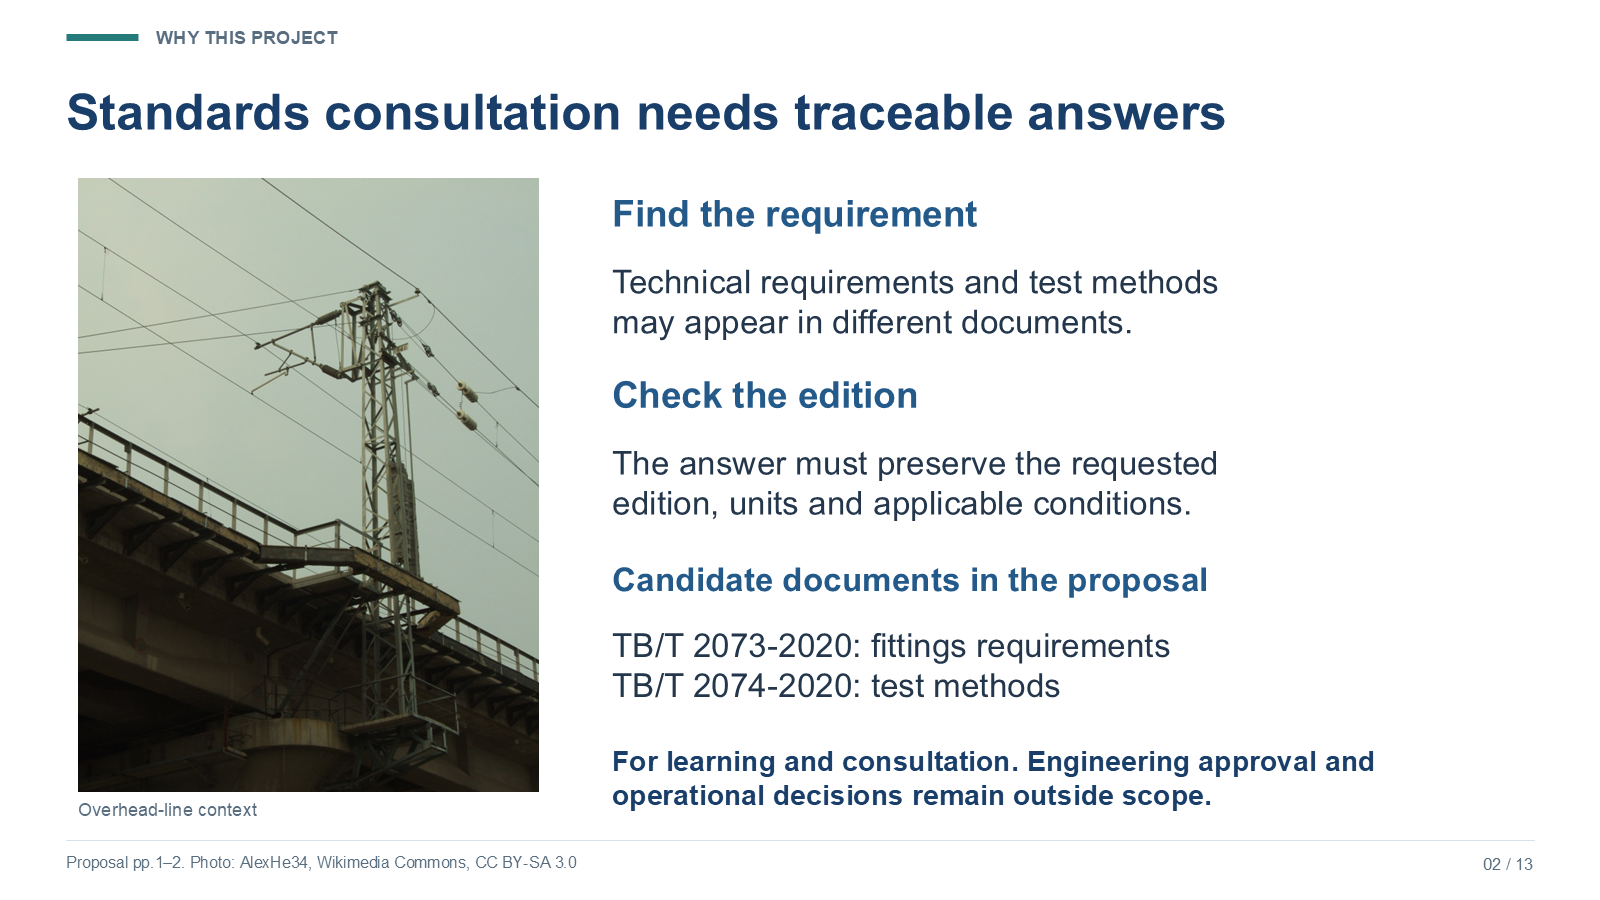 WHY THIS PROJECT
Standards consultation needs traceable answers
Find the requirement
Technical requirements and test methods
may appear in different documents.
Check the edition
The answer must preserve the requested
edition, units and applicable conditions.
Candidate documents in the proposal
TB/T 2073-2020: fittings requirements
TB/T 2074-2020: test methods
For learning and consultation. Engineering approval and
operational decisions remain outside scope.
Overhead-line context
Proposal pp.1–2. Photo: AlexHe34, Wikimedia Commons, CC BY-SA 3.0
02 / 13